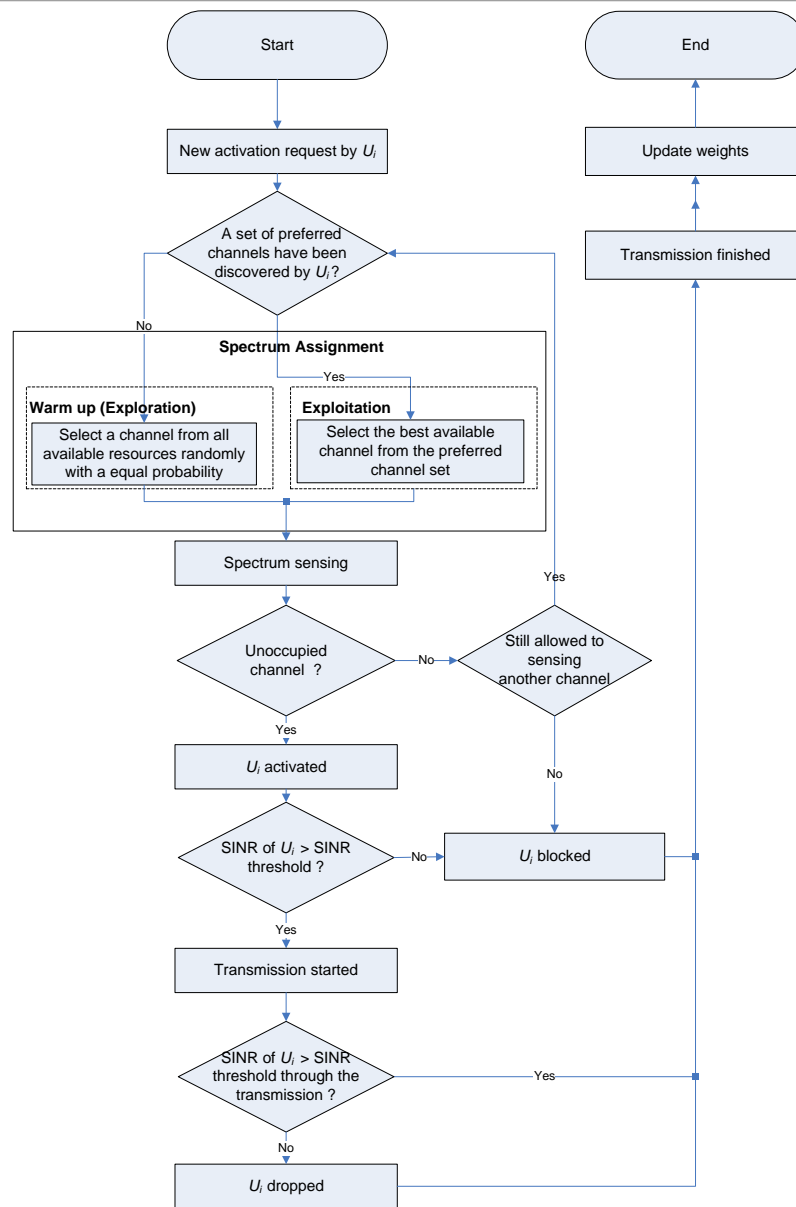 Start
End
New activation request by Ui
Update weights
A set of preferred
channels have been
discovered by Ui ?
Transmission finished
No
Spectrum Assignment
Yes
Warm up (Exploration)
Select a channel from all
available resources randomly
with a equal probability
Exploitation
Select the best available
channel from the preferred
channel set
Spectrum sensing
Yes
Unoccupied
channel ?
No
Still allowed to
sensing
another channel
Yes
Ui activated
No
SINR of Ui > SINR
threshold ?
No
Ui blocked
Yes
Transmission started
SINR of Ui > SINR
threshold through the
transmission ?
Yes
No
Ui dropped